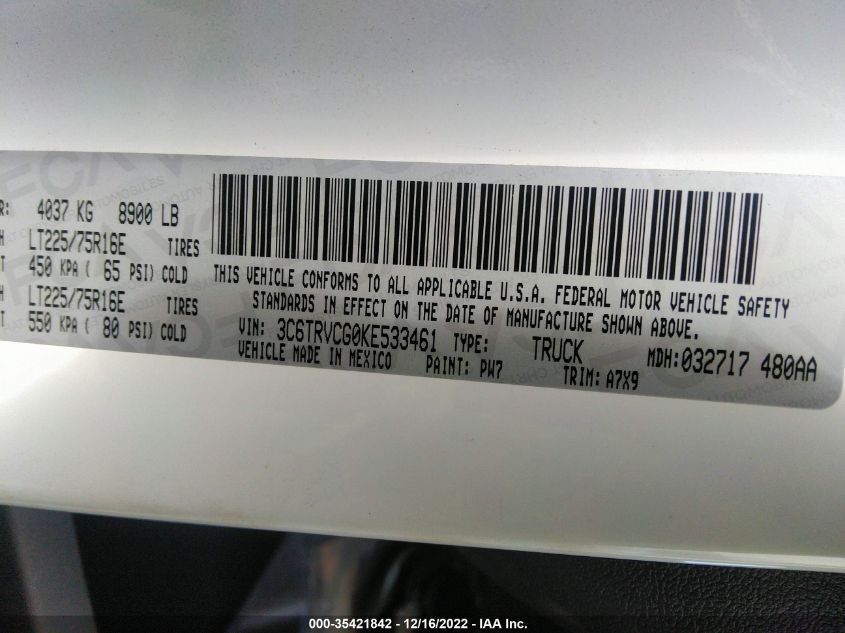 R: 4037 KG 8900 LB
H LT225/75R16E TIRES
T 450 KPA ( 65 PSI) COLD
H LT225/75R16E TIRES
T 550 KPA ( 80 PSI) COLD
THIS VEHICLE CONFORMS TO ALL APPLICABLE U.S.A. FEDERAL MOTOR VEHICLE SAFETY
STANDARDS IN EFFECT ON THE DATE OF MANUFACTURE SHOWN ABOVE.
VIN: 3C6TRVCG0KE533461 TYPE: TRUCK MDH:032717 480AA
VEHICLE MADE IN MEXICO PAINT: PW7 TRIM: A7X9
000-35421842 - 12/16/2022 - IAA Inc.